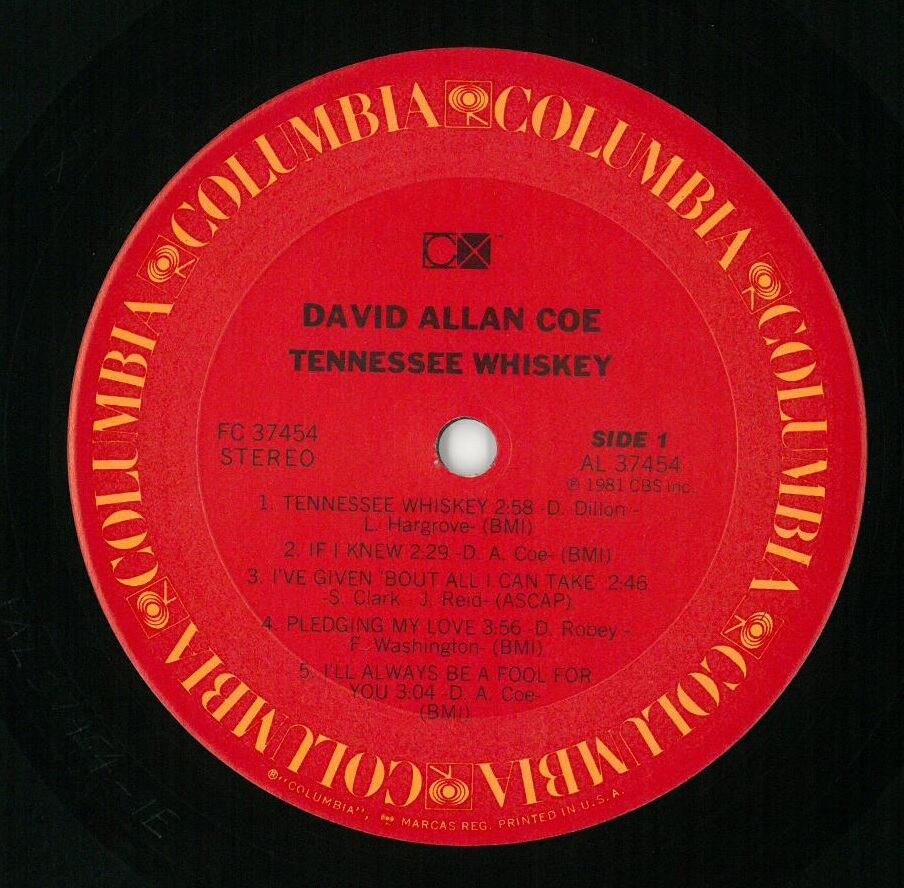 COLUMBIA COLUMBIA COLUMBIA COLUMBIA COLUMBIA COLUMBIA COLUMBIA
CX
DAVID ALLAN COE
TENNESSEE WHISKEY
FC 37454
STEREO
SIDE 1
AL 37454
℗ 1981 CBS Inc.
1. TENNESSEE WHISKEY 2:58 -D. Dillon -
L. Hargrove- (BMI)
2. IF I KNEW 2:29 -D. A. Coe- (BMI)
3. I'VE GIVEN 'BOUT ALL I CAN TAKE 2:46
-S. Clark - J. Reid- (ASCAP)
4. PLEDGING MY LOVE 3:56 -D. Robey -
F. Washington- (BMI)
5. I'LL ALWAYS BE A FOOL FOR
YOU 3:04 -D. A. Coe-
(BMI)
®"COLUMBIA", MARCAS REG. PRINTED IN U.S.A.